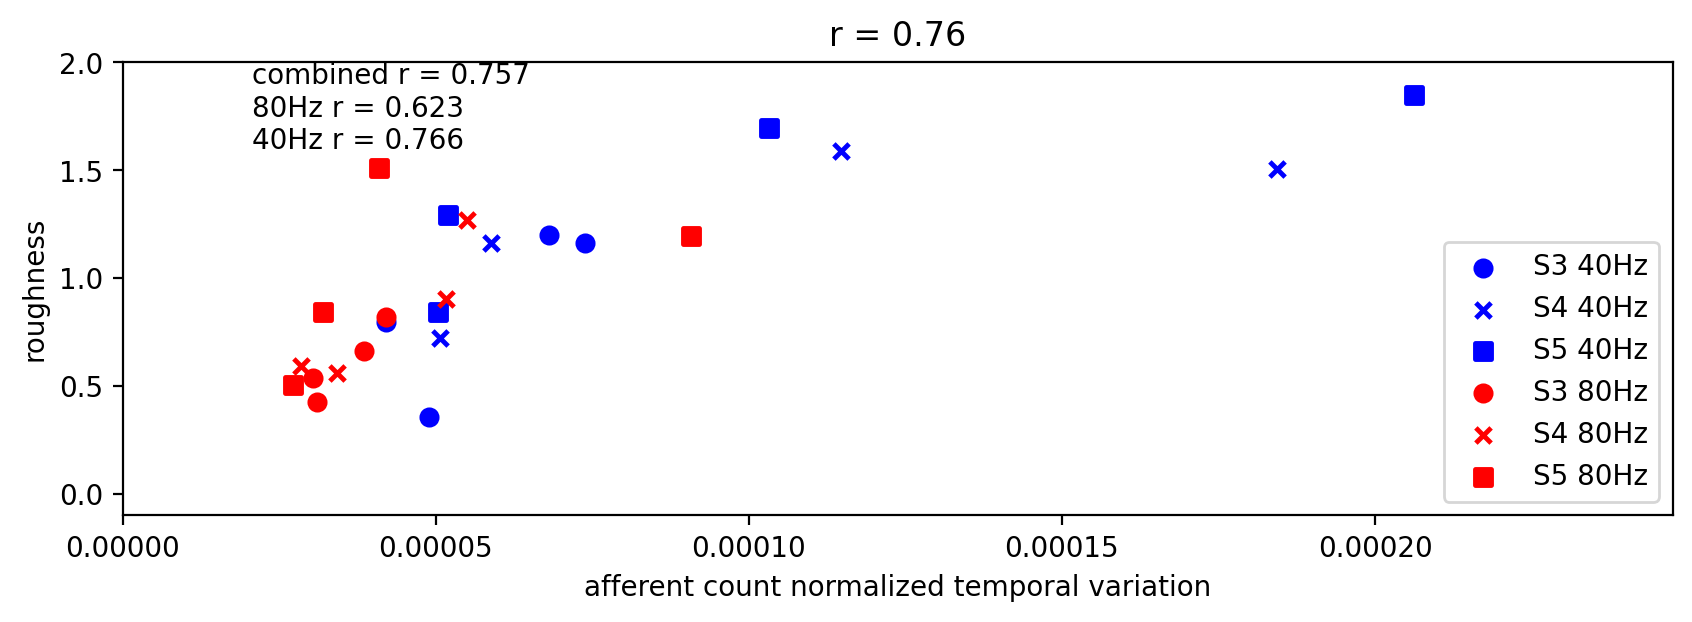 r = 0.76
combined r = 0.757
80Hz r = 0.623
40Hz r = 0.766
2.0
1.5
1.0
0.5
0.0
roughness
S3 40Hz
S4 40Hz
S5 40Hz
S3 80Hz
S4 80Hz
S5 80Hz
0.00000 0.00005 0.00010 0.00015 0.00020
afferent count normalized temporal variation